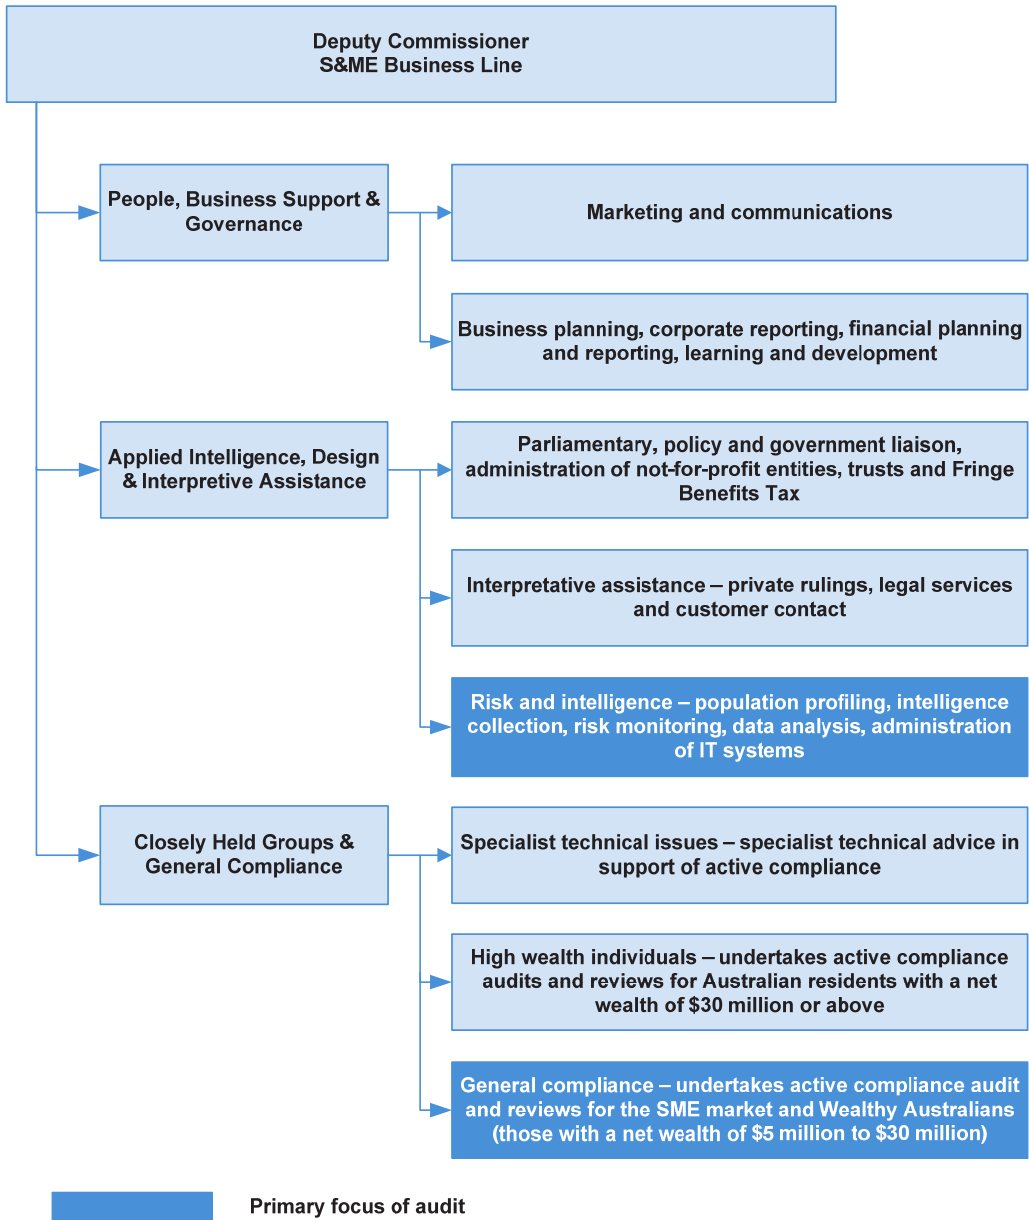 Deputy Commissioner
S&ME Business Line
People, Business Support &
Governance
Marketing and communications
Business planning, corporate reporting, financial planning
and reporting, learning and development
Applied Intelligence, Design
& Interpretive Assistance
Parliamentary, policy and government liaison,
administration of not-for-profit entities, trusts and Fringe
Benefits Tax
Interpretative assistance – private rulings, legal services
and customer contact
Risk and intelligence – population profiling, intelligence
collection, risk monitoring, data analysis, administration
of IT systems
Closely Held Groups &
General Compliance
Specialist technical issues – specialist technical advice in
support of active compliance
High wealth individuals – undertakes active compliance
audits and reviews for Australian residents with a net
wealth of $30 million or above
General compliance – undertakes active compliance audit
and reviews for the SME market and Wealthy Australians
(those with a net wealth of $5 million to $30 million)
Primary focus of audit